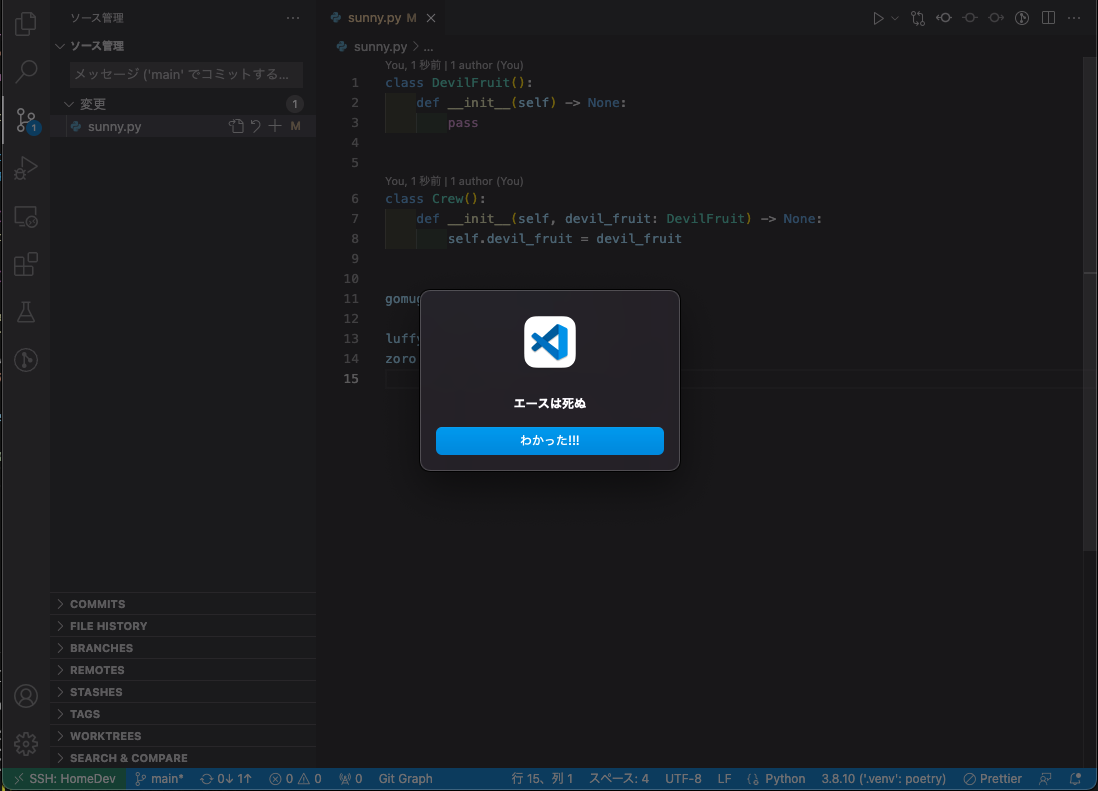 ソース管理
ソース管理
メッセージ ('main' でコミットする...
変更 1
sunny.py M
1
COMMITS
FILE HISTORY
BRANCHES
REMOTES
STASHES
TAGS
WORKTREES
SEARCH & COMPARE
sunny.py M
sunny.py > ...
You, 1 秒前 | 1 author (You)
1 class DevilFruit():
2 def __init__(self) -> None:
3 pass
4
5
You, 1 秒前 | 1 author (You)
6 class Crew():
7 def __init__(self, devil_fruit: DevilFruit) -> None:
8 self.devil_fruit = devil_fruit
9
10
11 gomug
12
13 luffy
14 zoro
15
エースは死ぬ
わかった!!!
SSH: HomeDev main* 0↓ 1↑ 0 0 0 Git Graph 行 15、列 1 スペース: 4 UTF-8 LF Python 3.8.10 ('.venv': poetry) Prettier